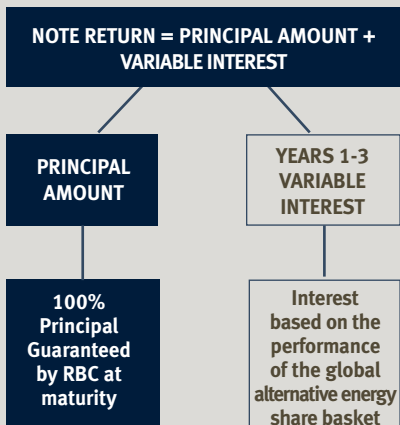 NOTE RETURN = PRINCIPAL AMOUNT +
VARIABLE INTEREST
PRINCIPAL
AMOUNT
YEARS 1-3
VARIABLE
INTEREST
100%
Principal
Guaranteed
by RBC at
maturity
Interest
based on the
performance
of the global
alternative energy
share basket